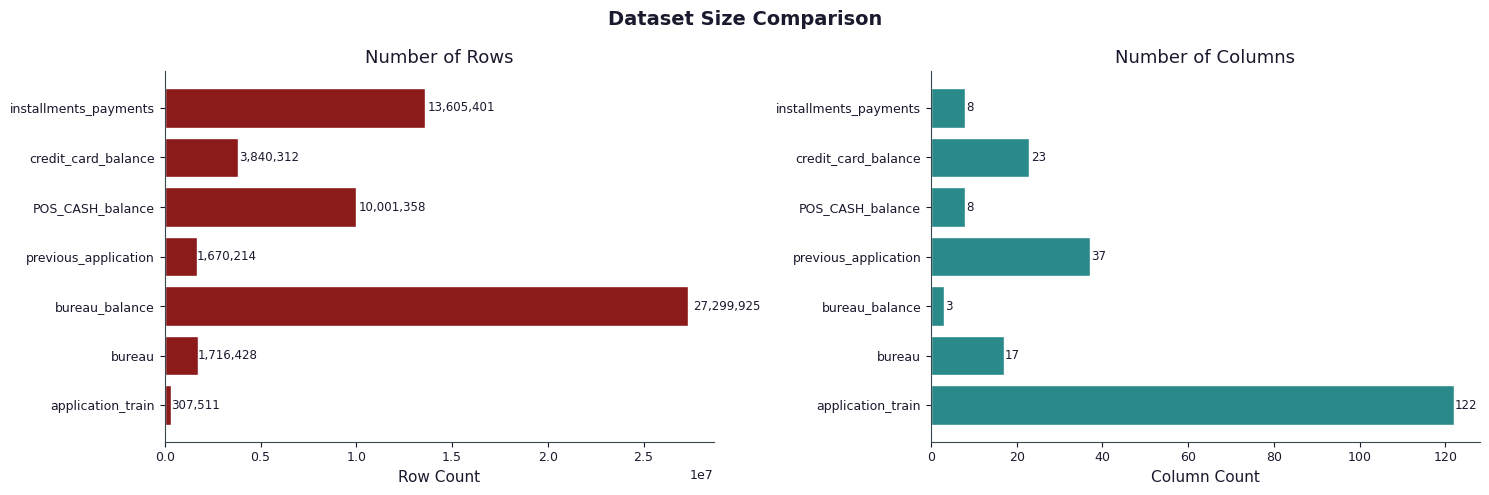 Dataset Size Comparison
Number of Rows
installments_payments
13,605,401
credit_card_balance
3,840,312
POS_CASH_balance
10,001,358
previous_application
1,670,214
bureau_balance
27,299,925
bureau
1,716,428
application_train
307,511
0.0 0.5 1.0 1.5 2.0 2.5
1e7
Row Count
Number of Columns
installments_payments
8
credit_card_balance
23
POS_CASH_balance
8
previous_application
37
bureau_balance
3
bureau
17
application_train
122
0 20 40 60 80 100 120
Column Count